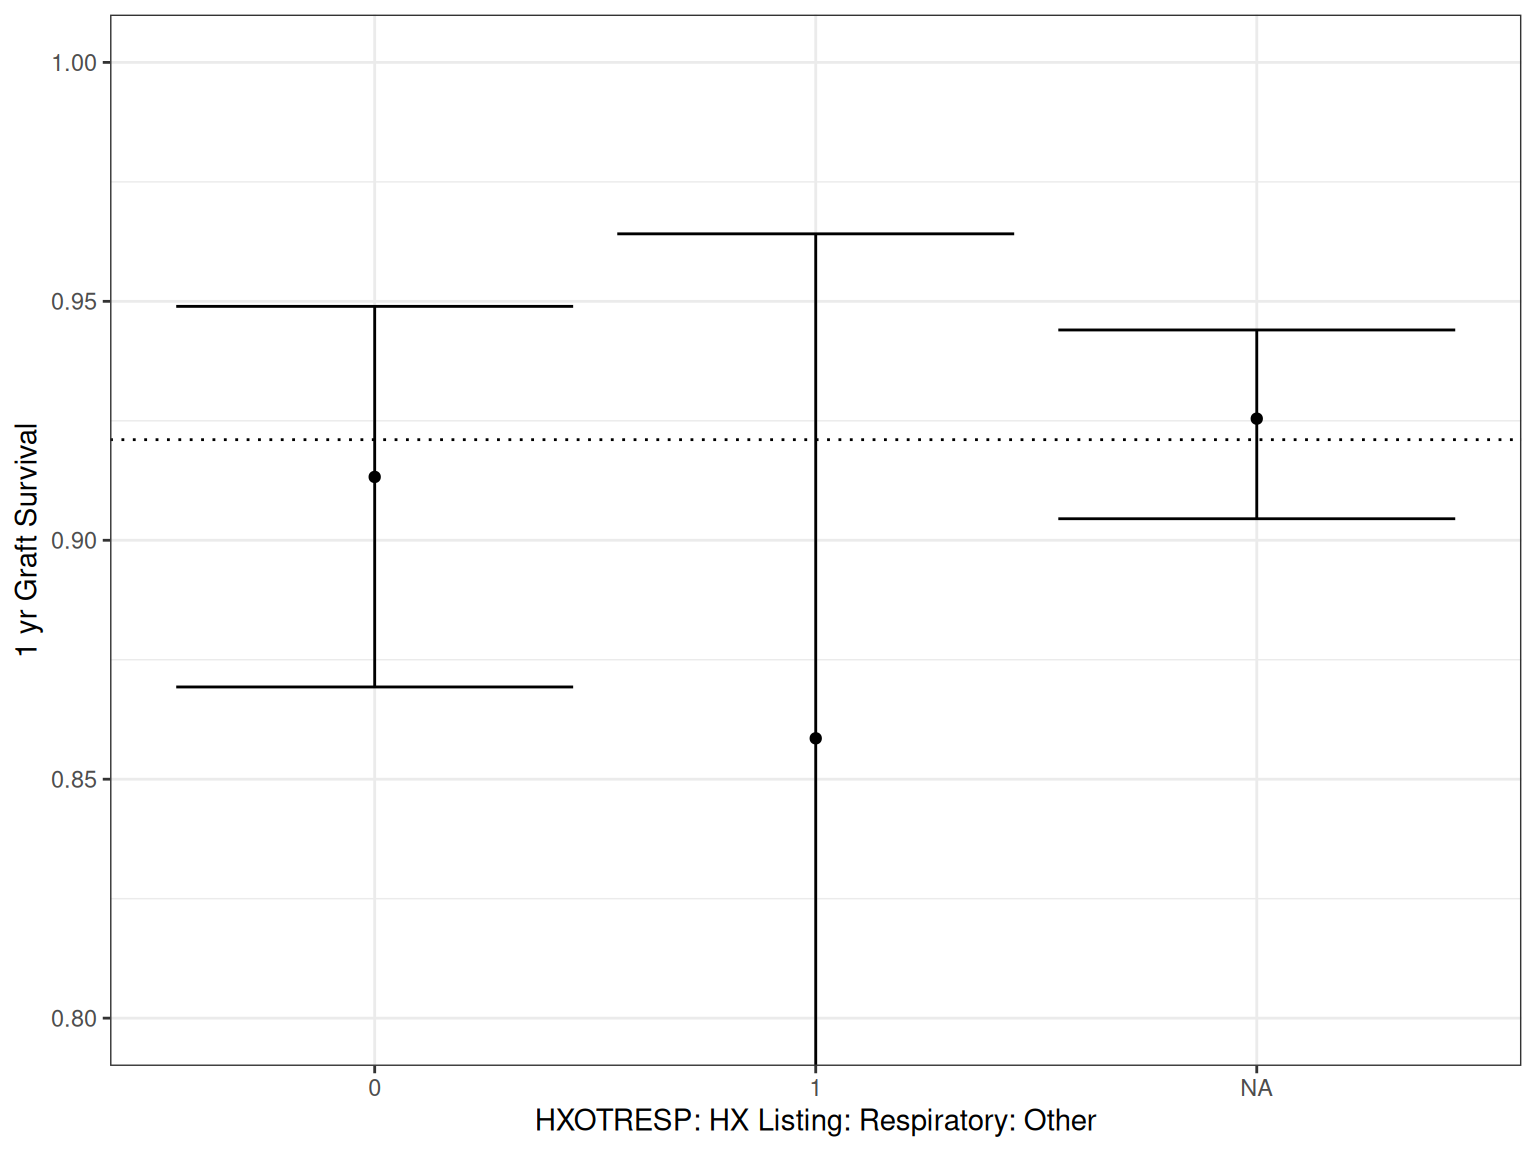 1.00
0.95
0.90
0.85
0.80
1 yr Graft Survival
0 1 NA
HXOTRESP: HX Listing: Respiratory: Other